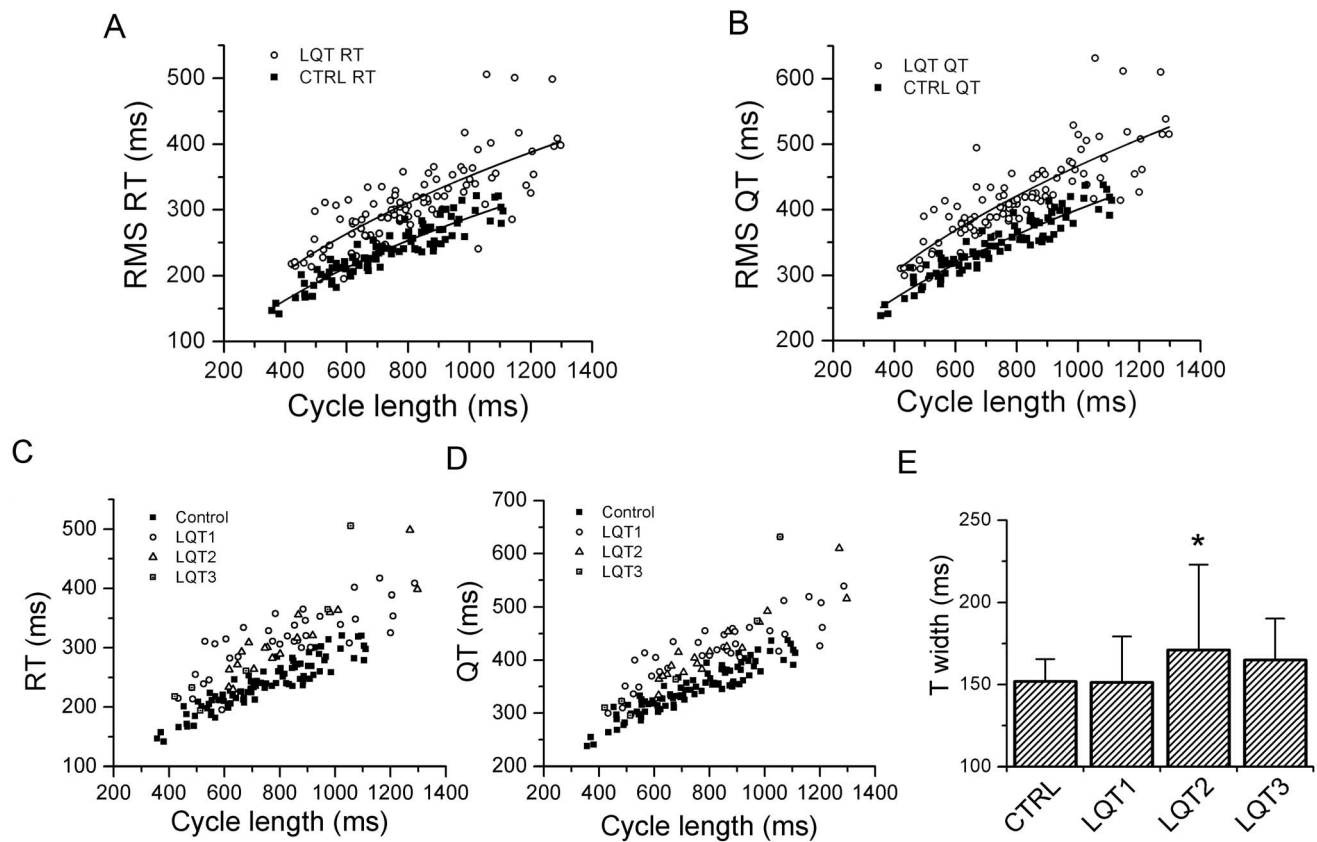 A
LQT RT
CTRL RT
500
400
300
200
100
RMS RT (ms)
200 400 600 800 1000 1200 1400
Cycle length (ms)
B
LQT QT
CTRL QT
600
500
400
300
200
RMS QT (ms)
200 400 600 800 1000 1200 1400
Cycle length (ms)
C
Control
LQT1
LQT2
LQT3
500
400
300
200
100
RT (ms)
200 400 600 800 1000 1200 1400
Cycle length (ms)
D
Control
LQT1
LQT2
LQT3
700
600
500
400
300
200
QT (ms)
200 400 600 800 1000 1200 1400
Cycle length (ms)
E
250
200
150
100
T width (ms)
*
CTRL
LQT1
LQT2
LQT3